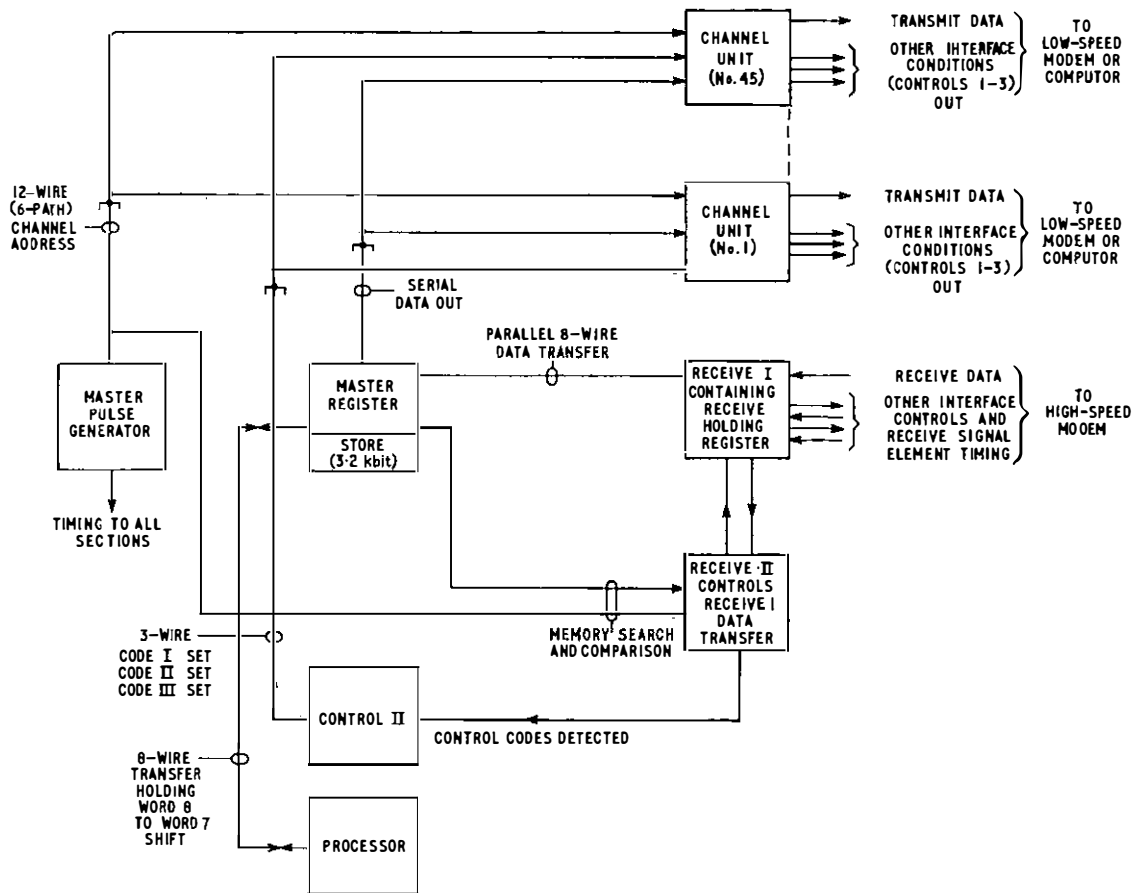 CHANNEL
UNIT
(No.45)
TRANSMIT DATA
OTHER INTERFACE
CONDITIONS
(CONTROLS 1-3)
OUT
TO
LOW-SPEED
MODEM OR
COMPUTOR
12-WIRE
(6-PATH)
CHANNEL
ADDRESS
CHANNEL
UNIT
(No.1)
TRANSMIT DATA
OTHER INTERFACE
CONDITIONS
(CONTROLS 1-3)
OUT
TO
LOW-SPEED
MODEM OR
COMPUTOR
SERIAL
DATA OUT
PARALLEL 8-WIRE
DATA TRANSFER
MASTER
PULSE
GENERATOR
MASTER
REGISTER
STORE
(3·2 kbit)
RECEIVE I
CONTAINING
RECEIVE
HOLDING
REGISTER
RECEIVE DATA
OTHER INTERFACE
CONTROLS AND
RECEIVE SIGNAL
ELEMENT TIMING
TO
HIGH-SPEED
MODEM
TIMING TO ALL
SECTIONS
RECEIVE·II
CONTROLS
RECEIVE I
DATA
TRANSFER
MEMORY SEARCH
AND COMPARISON
3-WIRE
CODE I SET
CODE II SET
CODE III SET
CONTROL II
CONTROL CODES DETECTED
8-WIRE
TRANSFER
HOLDING
WORD 8
TO WORD 7
SHIFT
PROCESSOR